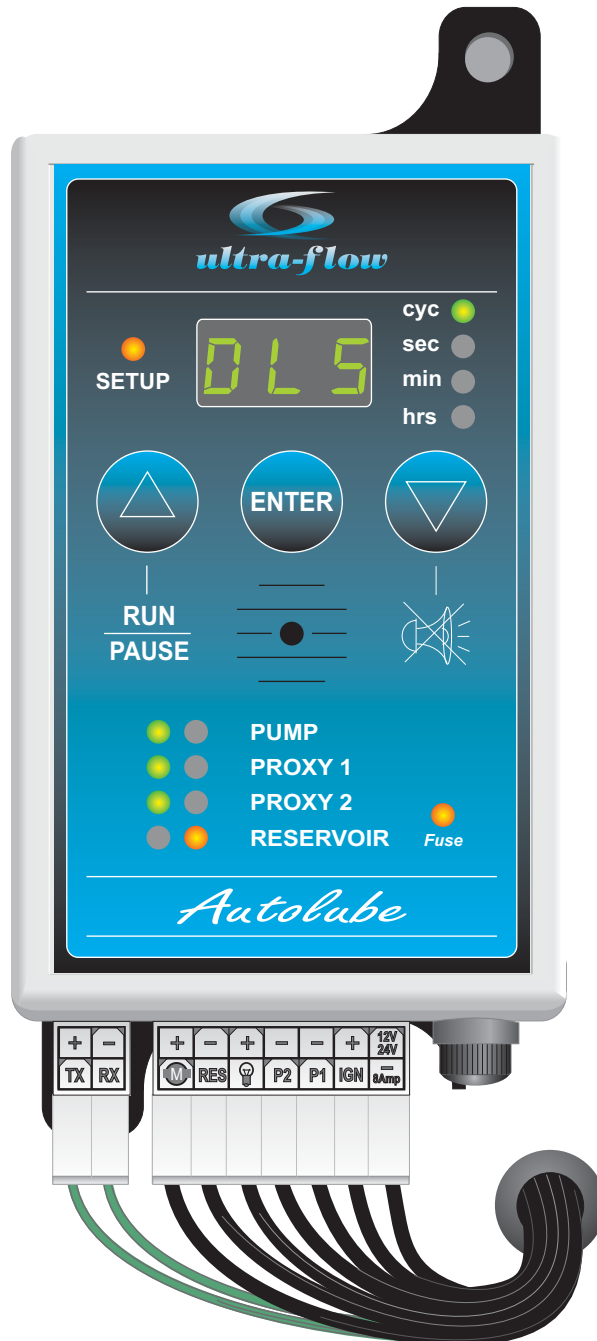 ultra-flow
cyc
sec
min
hrs
SETUP
DLS
ENTER
RUN
PAUSE
PUMP
PROXY 1
PROXY 2
RESERVOIR
Fuse
Autolube
+ − + − + − − + 12V 24V
TX RX M RES P2 P1 IGN − 8Amp